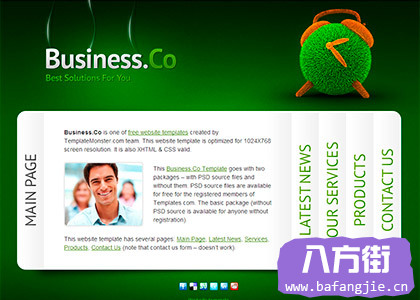 Business.Co
Best Solutions For You
MAIN PAGE
Business.Co is one of free website templates created by
TemplateMonster.com team. This website template is optimized for 1024X768
screen resolution. It is also XHTML & CSS valid.
This Business.Co Template goes with two
packages – with PSD source files and
without them. PSD source files are available
for free for the registered members of
Templates.com. The basic package (without
PSD source is available for anyone without
registration)
This website template has several pages: Main Page, Latest News, Services,
Products, Contact Us (note that contact us form – doesn't work).
LATEST NEWS
OUR SERVICES
PRODUCTS
CONTACT US
八方街
www.bafangjie.cn